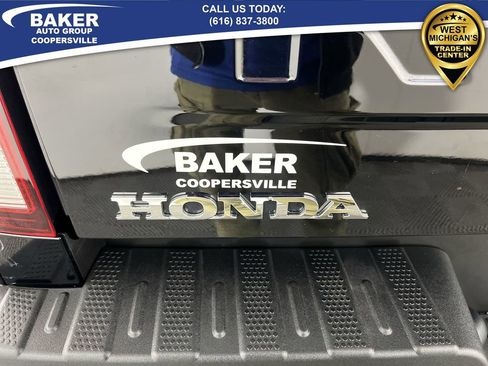 BAKER
AUTO GROUP
COOPERSVILLE
CALL US TODAY:
(616) 837-3800
WEST
MICHIGAN'S
TRADE-IN
CENTER
BAKER
COOPERSVILLE
HONDA